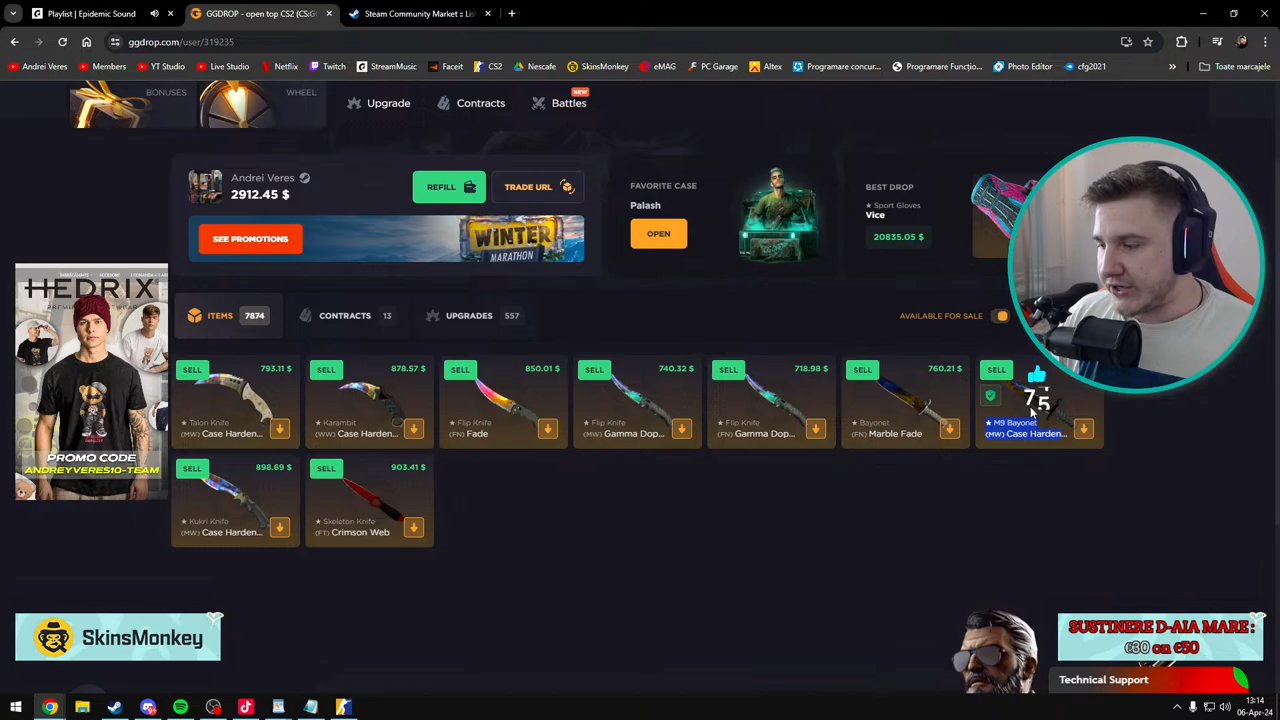 Playlist | Epidemic Sound
GGDROP - open top CS2 (CS:G
Steam Community Market :: Lis
ggdrop.com/user/319235
Andrei Veres
Members
YT Studio
Live Studio
Netflix
Twitch
StreamMusic
Faceit
CS2
Nescafe
SkinsMonkey
eMAG
PC Garage
Altex
Programare concur...
Programare Funcțio...
Photo Editor
cfg2021
Toate marcajele
BONUSES
WHEEL
Upgrade
Contracts
NEW
Battles
Andrei Veres
2912.45 $
REFILL
TRADE URL
SEE PROMOTIONS
WINTER
MARATHON
FAVORITE CASE
Palash
OPEN
BEST DROP
★ Sport Gloves
Vice
20835.05 $
HEDRIX
PROMO CODE
ANDREYVERES10-TEAM
ITEMS 7874
CONTRACTS 13
UPGRADES 557
AVAILABLE FOR SALE
SELL 793.11 $
★ Talon Knife
(MW) Case Harden...
SELL 878.57 $
★ Karambit
(WW) Case Harden...
SELL 850.01 $
★ Flip Knife
(FN) Fade
SELL 740.32 $
★ Flip Knife
(MW) Gamma Dop...
SELL 718.98 $
★ Flip Knife
(FN) Gamma Dop...
SELL 760.21 $
★ Bayonet
(FN) Marble Fade
SELL
★ M9 Bayonet
(MW) Case Harden...
SELL 898.69 $
★ Kukri Knife
(MW) Case Harden...
SELL 903.41 $
★ Skeleton Knife
(FT) Crimson Web
SkinsMonkey
SUSTINERE D-AIA MARE :
€30 on €50
Technical Support
13:14
06-Apr-24